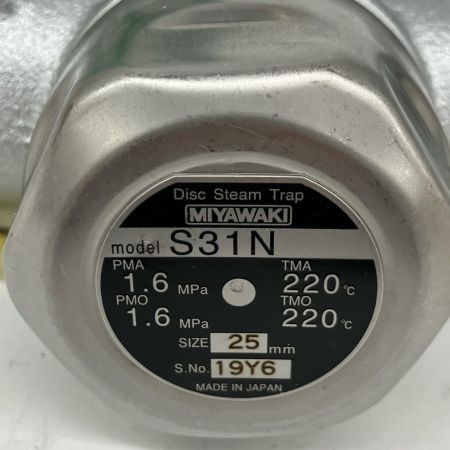 Disc Steam Trap
MIYAWAKI
model S31N
PMA 1.6 MPa TMA 220 °C
PMO 1.6 MPa TMO 220 °C
SIZE 25 mm
S.No. 19Y6
MADE IN JAPAN